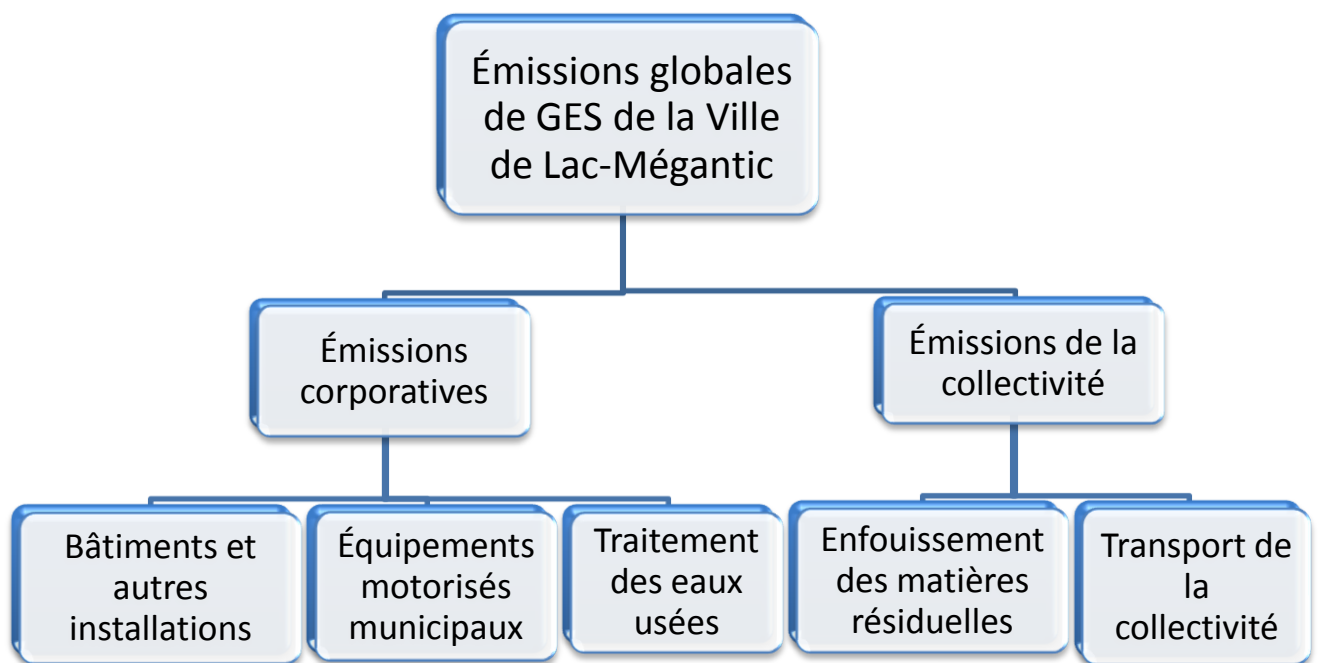 Émissions globales
de GES de la Ville
de Lac-Mégantic
Émissions
corporatives
Émissions de la
collectivité
Bâtiments et
autres
installations
Équipements
motorisés
municipaux
Traitement
des eaux
usées
Enfouissement
des matières
résiduelles
Transport de
la
collectivité